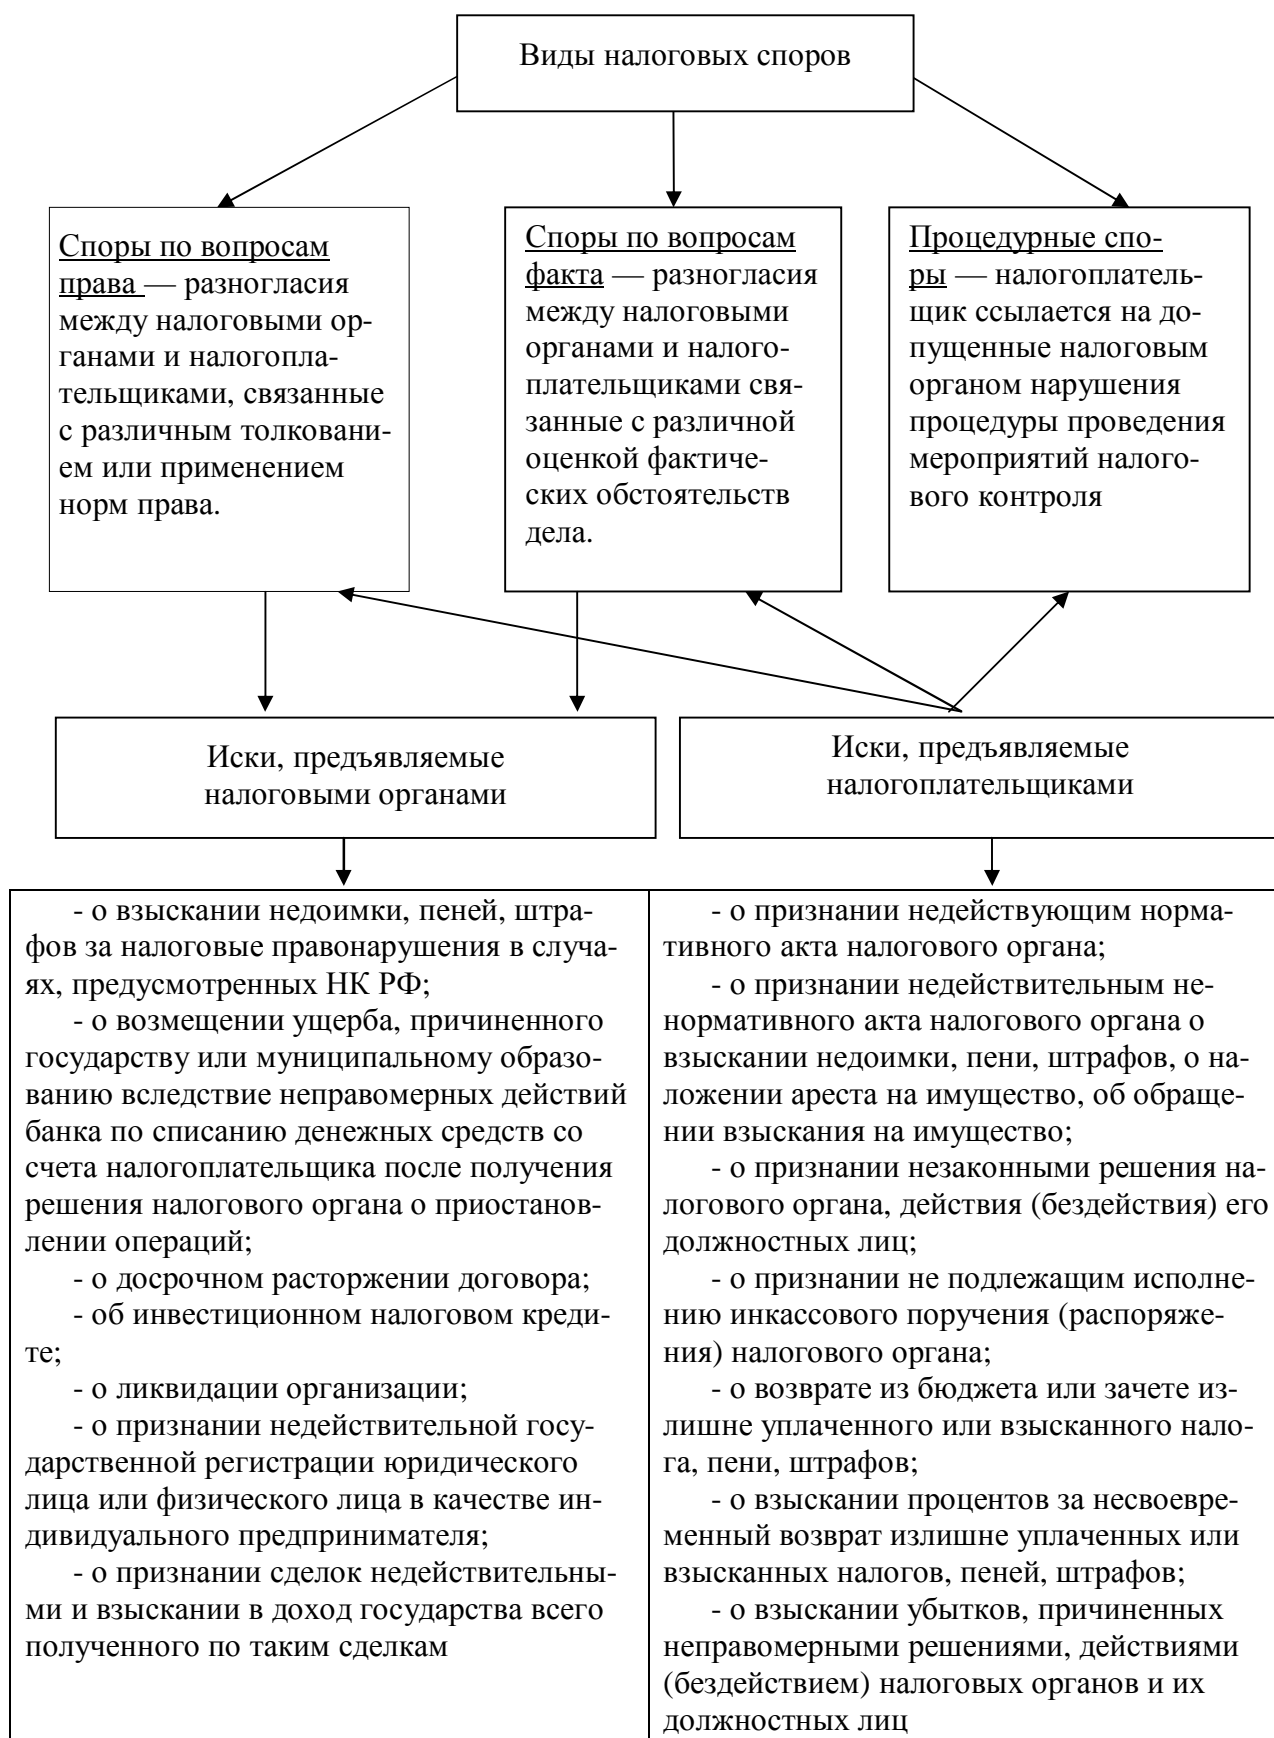 Виды налоговых споров
Споры по вопросам
права — разногласия
между налоговыми ор-
ганами и налогопла-
тельщиками, связанные
с различным толковани-
ем или применением
норм права.
Споры по вопросам
факта — разногласия
между налоговыми
органами и налого-
плательщиками свя-
занные с различной
оценкой фактиче-
ских обстоятельств
дела.
Процедурные спо-
ры — налогоплатель-
щик ссылается на до-
пущенные налоговым
органом нарушения
процедуры проведения
мероприятий налого-
вого контроля
Иски, предъявляемые
налоговыми органами
Иски, предъявляемые
налогоплательщиками
- о взыскании недоимки, пеней, штра-
фов за налоговые правонарушения в случа-
ях, предусмотренных НК РФ;
- о возмещении ущерба, причиненного
государству или муниципальному образо-
ванию вследствие неправомерных действий
банка по списанию денежных средств со
счета налогоплательщика после получения
решения налогового органа о приостанов-
лении операций;
- о досрочном расторжении договора;
- об инвестиционном налоговом креди-
те;
- о ликвидации организации;
- о признании недействительной госу-
дарственной регистрации юридического
лица или физического лица в качестве ин-
дивидуального предпринимателя;
- о признании сделок недействительны-
ми и взыскании в доход государства всего
полученного по таким сделкам
- о признании недействующим норма-
тивного акта налогового органа;
- о признании недействительным не-
нормативного акта налогового органа о
взыскании недоимки, пени, штрафов, о на-
ложении ареста на имущество, об обраще-
нии взыскания на имущество;
- о признании незаконными решения на-
логового органа, действия (бездействия) его
должностных лиц;
- о признании не подлежащим исполне-
нию инкассового поручения (распоряже-
ния) налогового органа;
- о возврате из бюджета или зачете из-
лишне уплаченного или взысканного нало-
га, пени, штрафов;
- о взыскании процентов за несвоевре-
менный возврат излишне уплаченных или
взысканных налогов, пеней, штрафов;
- о взыскании убытков, причиненных
неправомерными решениями, действиями
(бездействием) налоговых органов и их
должностных лиц